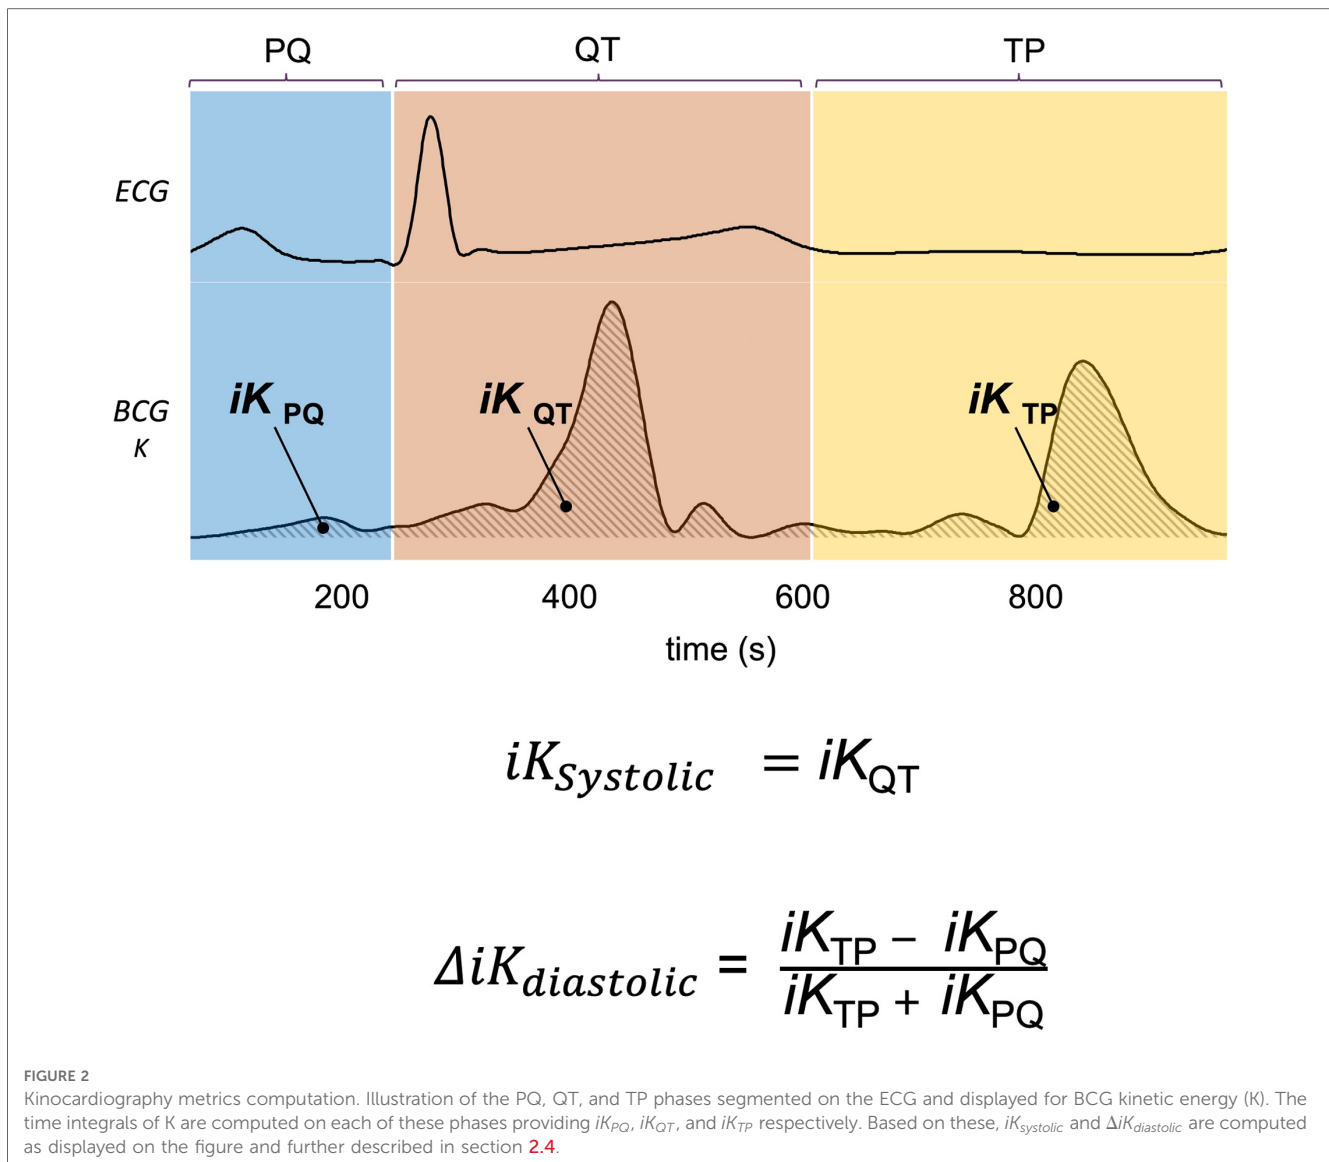 PQ QT TP
ECG
BCG
K
iK PQ
iK QT
iK TP
200 400 600 800
time (s)
iKSystolic = iKQT
ΔiKdiastolic = iKTP – iKPQ
iKTP + iKPQ
FIGURE 2
Kinocardiography metrics computation. Illustration of the PQ, QT, and TP phases segmented on the ECG and displayed for BCG kinetic energy (K). The
time integrals of K are computed on each of these phases providing iKPQ, iKQT, and iKTP respectively. Based on these, iKsystolic and ΔiKdiastolic are computed
as displayed on the figure and further described in section 2.4.